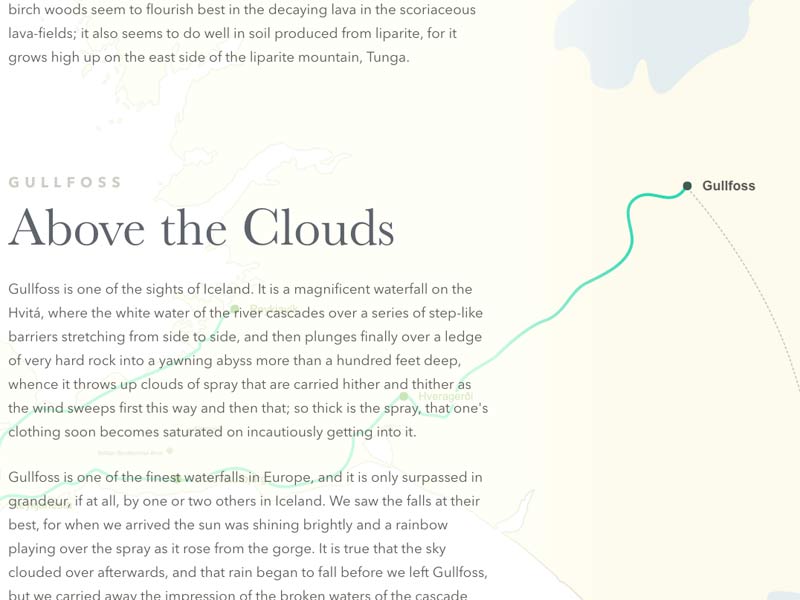 birch woods seem to flourish best in the decaying lava in the scoriaceous
lava-fields; it also seems to do well in soil produced from liparite, for it
grows high up on the east side of the liparite mountain, Tunga.
GULLFOSS
Above the Clouds
Gullfoss
Gullfoss is one of the sights of Iceland. It is a magnificent waterfall on the
Hvitá, where the white water of the river cascades over a series of step-like
barriers stretching from side to side, and then plunges finally over a ledge
of very hard rock into a yawning abyss more than a hundred feet deep,
whence it throws up clouds of spray that are carried hither and thither as
the wind sweeps first this way and then that; so thick is the spray, that one's
clothing soon becomes saturated on incautiously getting into it.
Reykjavík
Hveragerði
Gullfoss is one of the finest waterfalls in Europe, and it is only surpassed in
grandeur, if at all, by one or two others in Iceland. We saw the falls at their
best, for when we arrived the sun was shining brightly and a rainbow
playing over the spray as it rose from the gorge. It is true that the sky
clouded over afterwards, and that rain began to fall before we left Gullfoss,
but we carried away the impression of the broken waters of the cascade